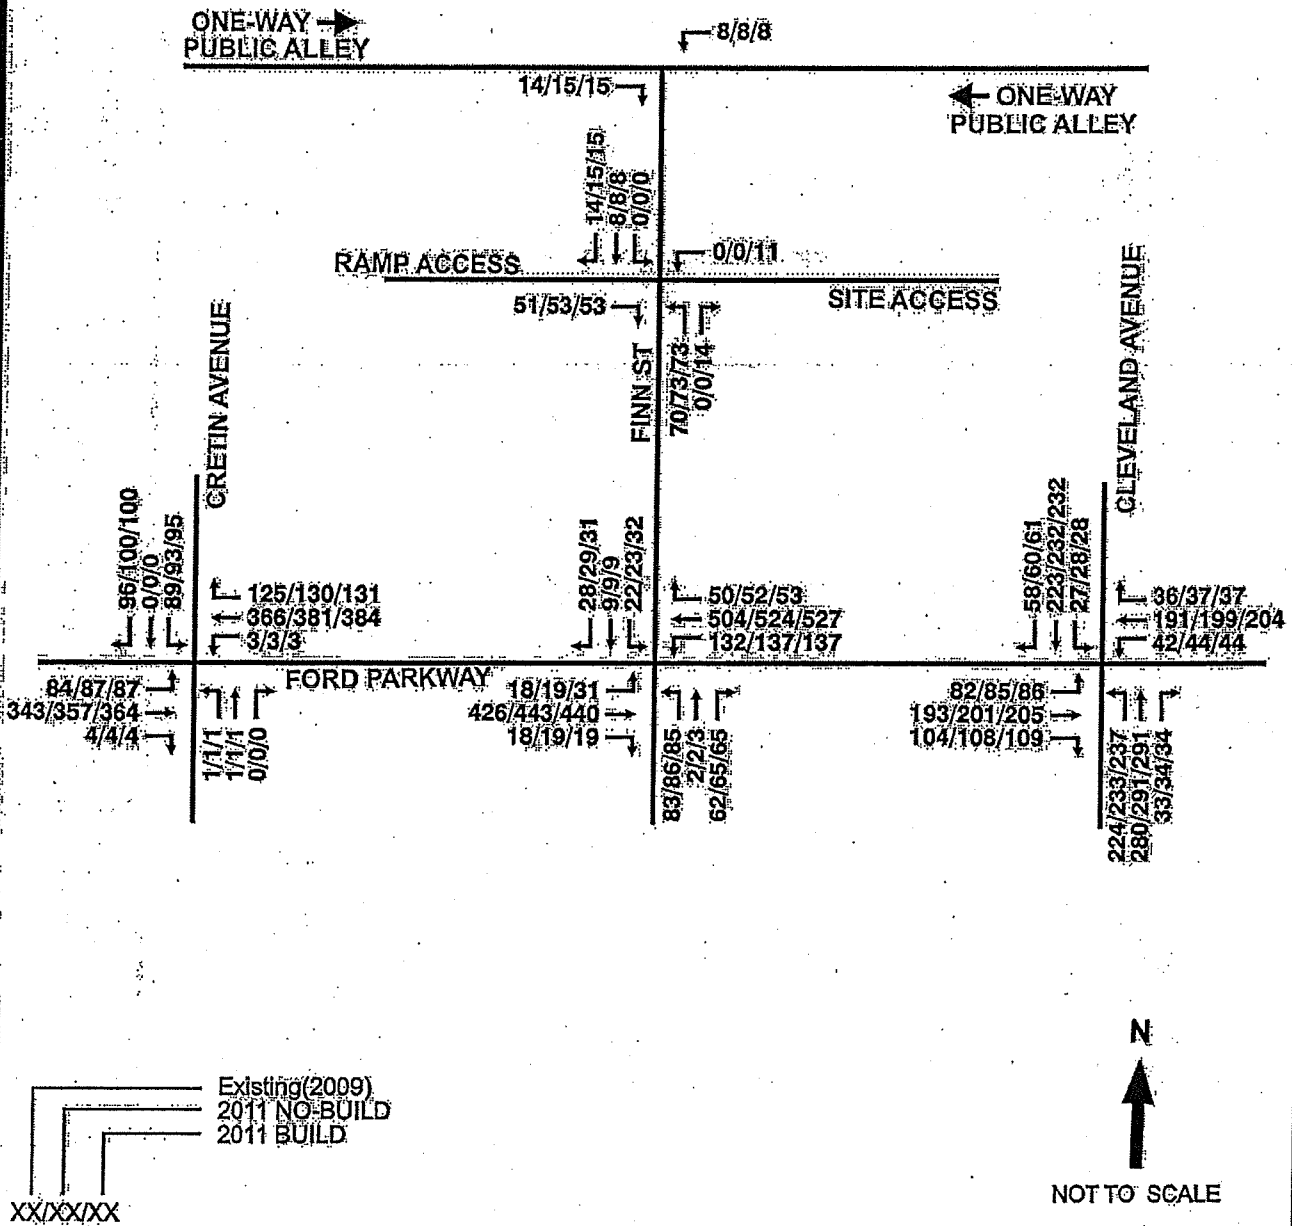 ONE-WAY
PUBLIC ALLEY
8/8/8
14/15/15
ONE-WAY
PUBLIC ALLEY
14/15/15
8/8/8
0/0/0
RAMP ACCESS
0/0/11
51/53/53
SITE ACCESS
70/73/73
0/0/14
CRETIN AVENUE
FINN ST
CLEVELAND AVENUE
96/100/100
0/0/0
89/93/95
125/130/131
366/381/384
3/3/3
28/29/31
9/9/9
22/23/32
50/52/53
504/524/527
132/137/137
58/60/61
223/232/232
27/28/28
36/37/37
191/199/204
42/44/44
FORD PARKWAY
84/87/87
343/357/364
4/4/4
1/1/1
1/1/1
0/0/0
18/19/31
426/443/440
18/19/19
83/86/85
2/2/3
62/65/65
82/85/86
193/201/205
104/108/109
224/233/237
280/291/291
33/34/34
N
NOT TO SCALE
Existing(2009)
2011 NO-BUILD
2011 BUILD
XX/XX/XX